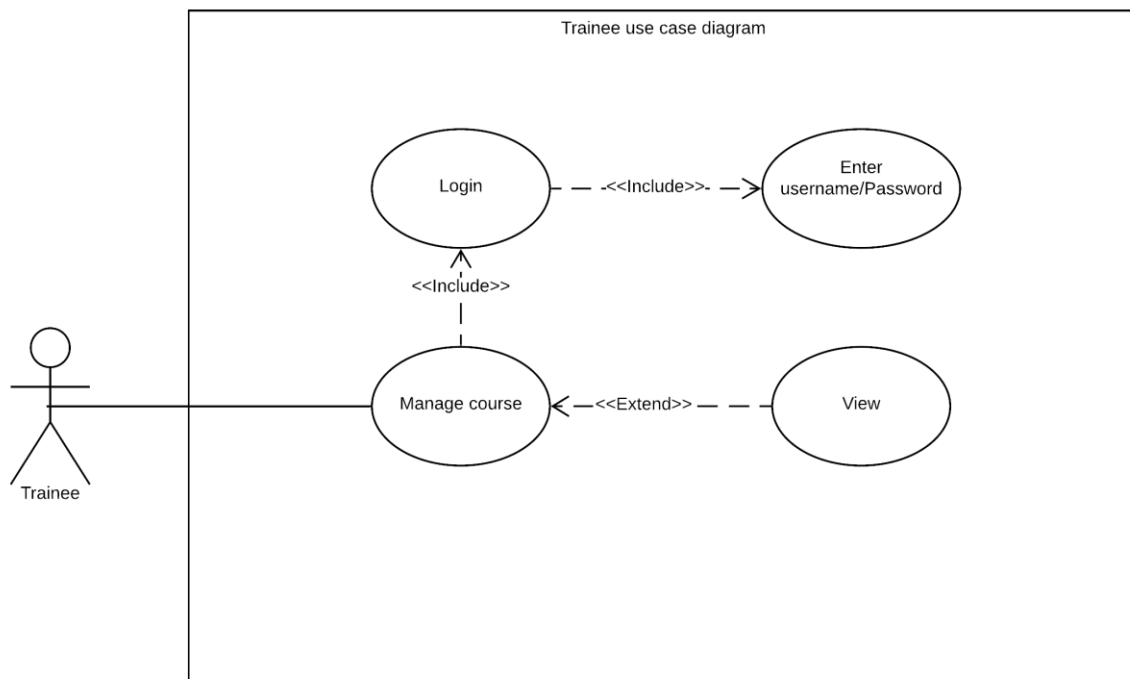 Trainee use case diagram
Login
<<Include>>
Enter
username/Password
<<Include>>
Manage course
<<Extend>>
View
Trainee